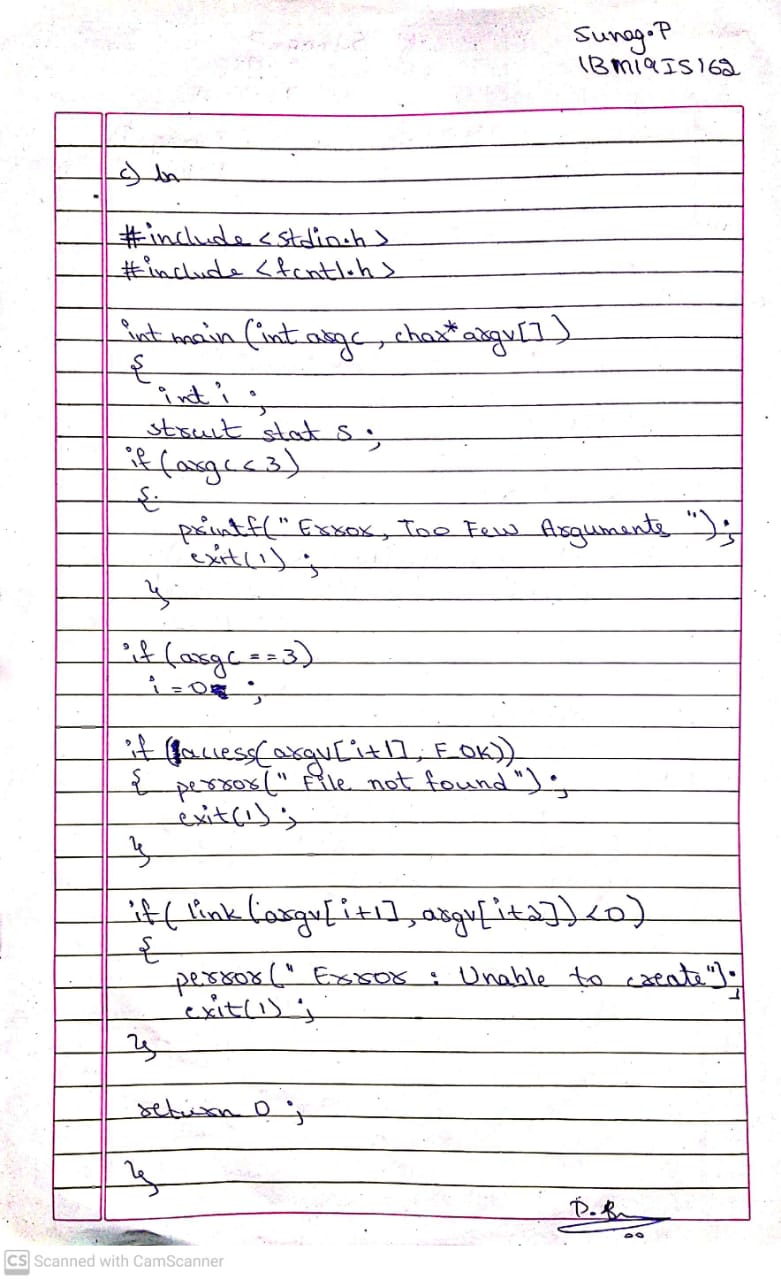 Sunag.P
1BM19IS162
c) ln
#include <stdio.h>
#include <fcntl.h>
int main (int argc, char* argv[])
{
int i ;
struct stat s ;
if (argc < 3)
{
printf(" Error, Too Few Arguments ");
exit(1) ;
}
if (argc == 3)
i = 0 ;
if (access(argv[i+1], F_OK))
{ perror(" File not found") ;
exit(1) ;
}
if( link (argv[i+1], argv[i+2]) <0)
{
perror(" Error : Unable to create");
exit(1) ;
}
return 0 ;
}
CS Scanned with CamScanner